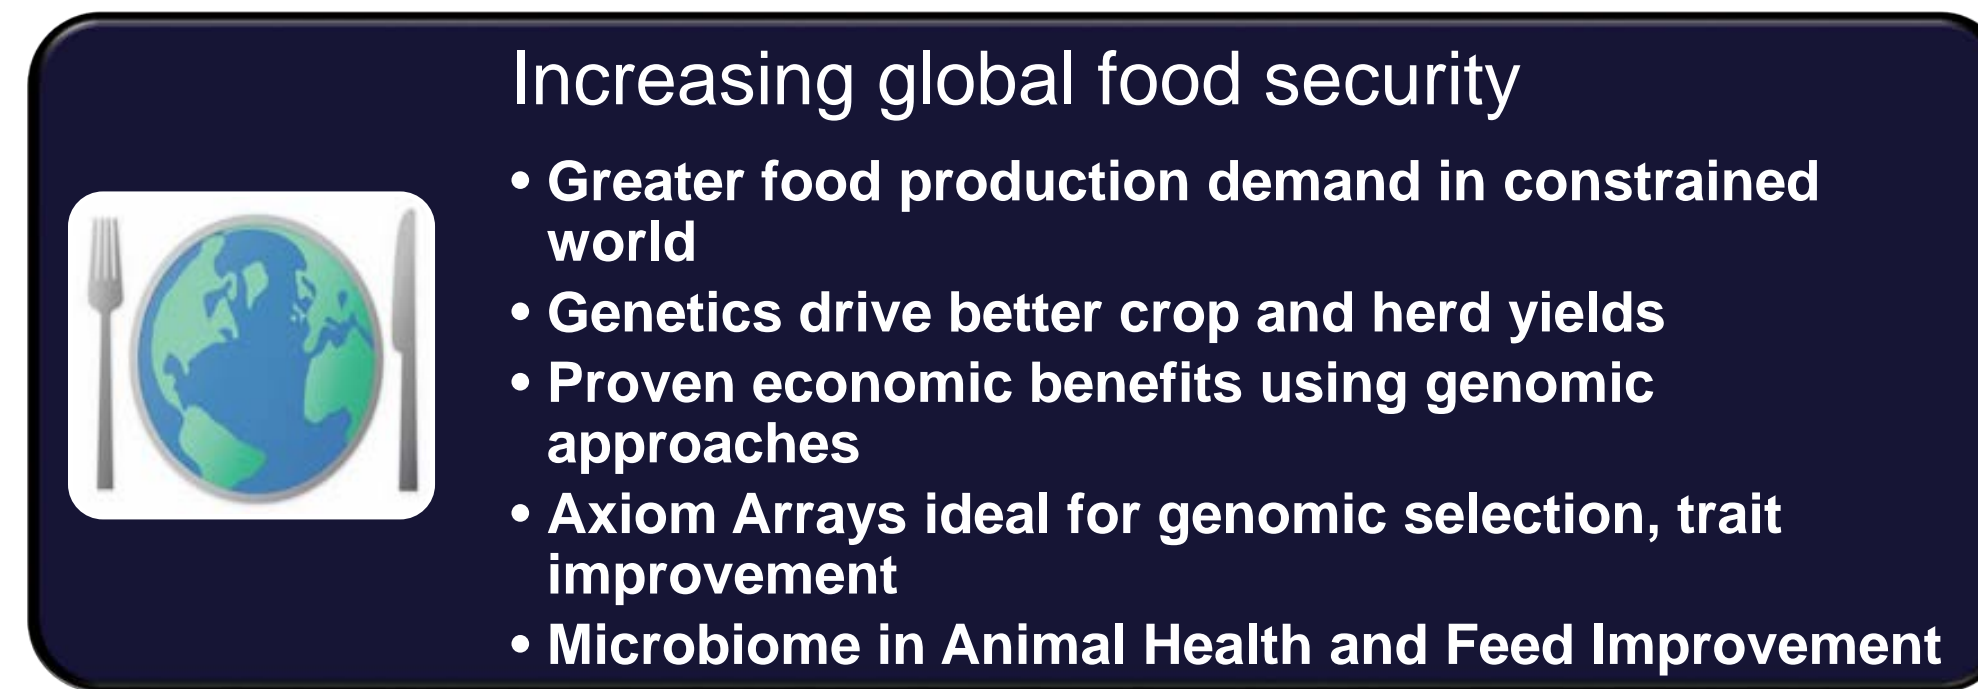 Increasing global food security
• Greater food production demand in constrained
world
• Genetics drive better crop and herd yields
• Proven economic benefits using genomic
approaches
• Axiom Arrays ideal for genomic selection, trait
improvement
• Microbiome in Animal Health and Feed Improvement